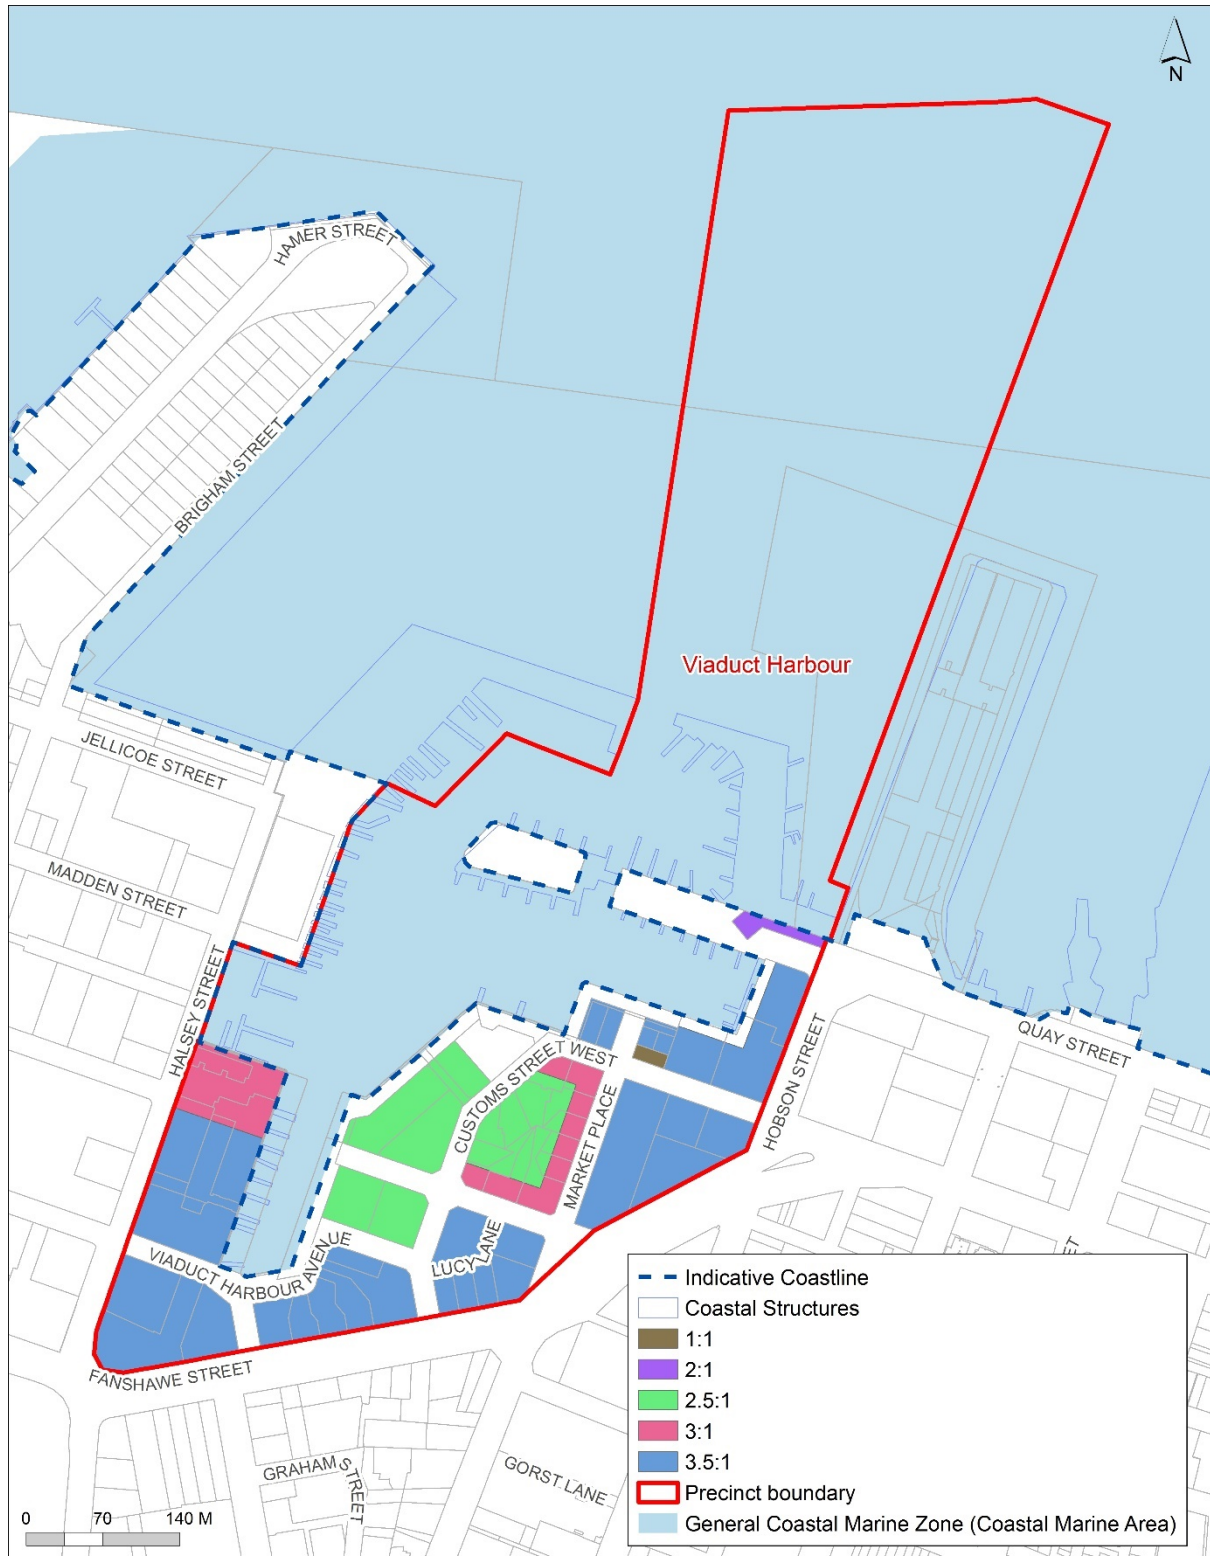 N
HAMER STREET
BRIGHAM STREET
Viaduct Harbour
JELLICOE STREET
MADDEN STREET
HALSEY STREET
QUAY STREET
CUSTOMS STREET WEST
HOBSON STREET
MARKET PLACE
LUCY LANE
VIADUCT HARBOUR AVENUE
FANSHAWE STREET
GRAHAM STREET
GORST LANE
ET
Indicative Coastline
Coastal Structures
1:1
2:1
2.5:1
3:1
3.5:1
Precinct boundary
General Coastal Marine Zone (Coastal Marine Area)
0 70 140 M